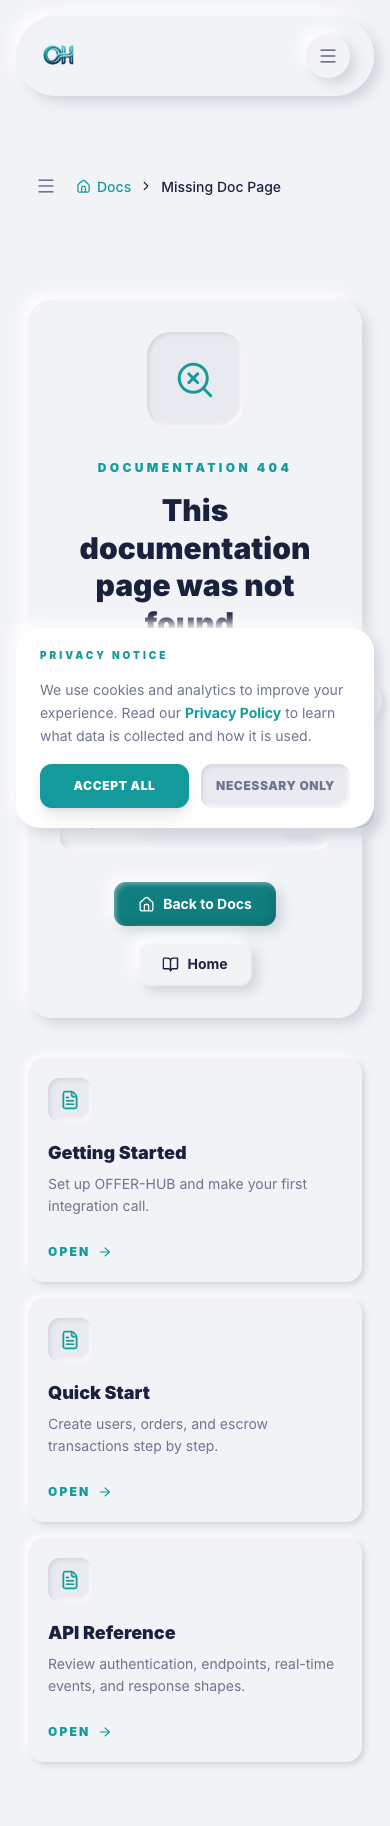 OH
Docs > Missing Doc Page
DOCUMENTATION 404
This
documentation
page was not
found
PRIVACY NOTICE
We use cookies and analytics to improve your
experience. Read our Privacy Policy to learn
what data is collected and how it is used.
ACCEPT ALL
NECESSARY ONLY
Back to Docs
Home
Getting Started
Set up OFFER-HUB and make your first
integration call.
OPEN →
Quick Start
Create users, orders, and escrow
transactions step by step.
OPEN →
API Reference
Review authentication, endpoints, real-time
events, and response shapes.
OPEN →